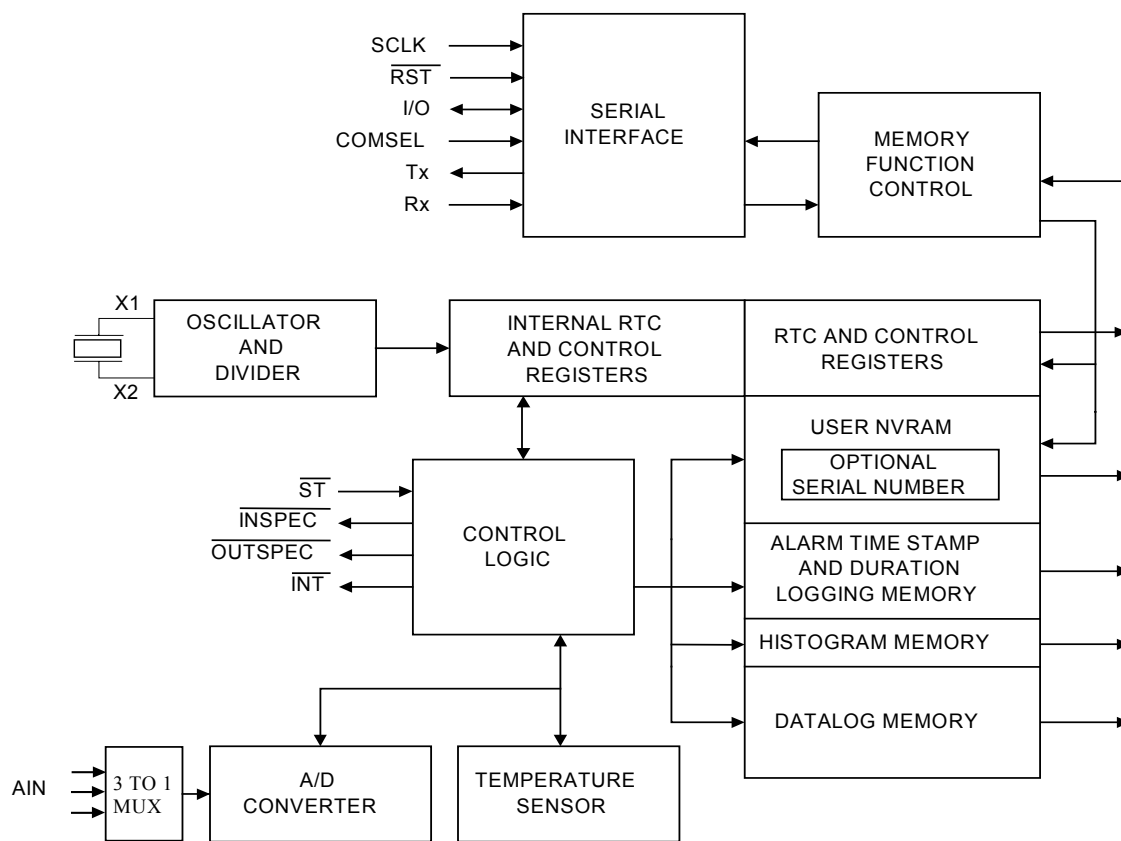 SCLK
RST
I/O
COMSEL
Tx
Rx
SERIAL
INTERFACE
MEMORY
FUNCTION
CONTROL
X1
X2
OSCILLATOR
AND
DIVIDER
INTERNAL RTC
AND CONTROL
REGISTERS
RTC AND CONTROL
REGISTERS
USER NVRAM
OPTIONAL
SERIAL NUMBER
ST
INSPEC
OUTSPEC
INT
CONTROL
LOGIC
ALARM TIME STAMP
AND DURATION
LOGGING MEMORY
HISTOGRAM MEMORY
DATALOG MEMORY
AIN
3 TO 1
MUX
A/D
CONVERTER
TEMPERATURE
SENSOR